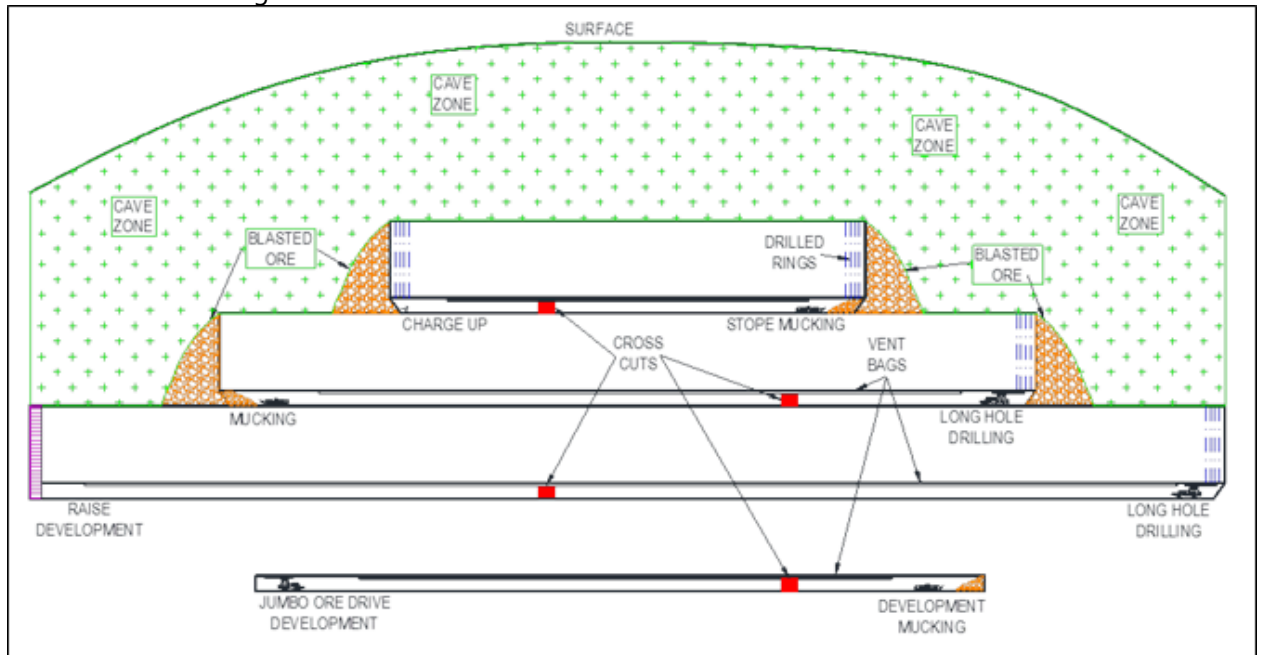 SURFACE
CAVE
ZONE
CAVE
ZONE
CAVE
ZONE
CAVE
ZONE
BLASTED
ORE
DRILLED
RINGS
BLASTED
ORE
CHARGE UP
STOPE MUCKING
CROSS
CUTS
VENT
BAGS
MUCKING
LONG HOLE
DRILLING
RAISE
DEVELOPMENT
LONG HOLE
DRILLING
JUMBO ORE DRIVE
DEVELOPMENT
DEVELOPMENT
MUCKING